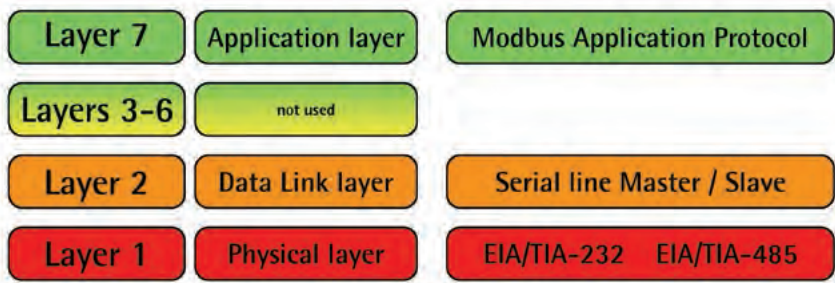 Layer 7 Application layer Modbus Application Protocol
Layers 3-6 not used
Layer 2 Data Link layer Serial line Master / Slave
Layer 1 Physical layer EIA/TIA-232 EIA/TIA-485